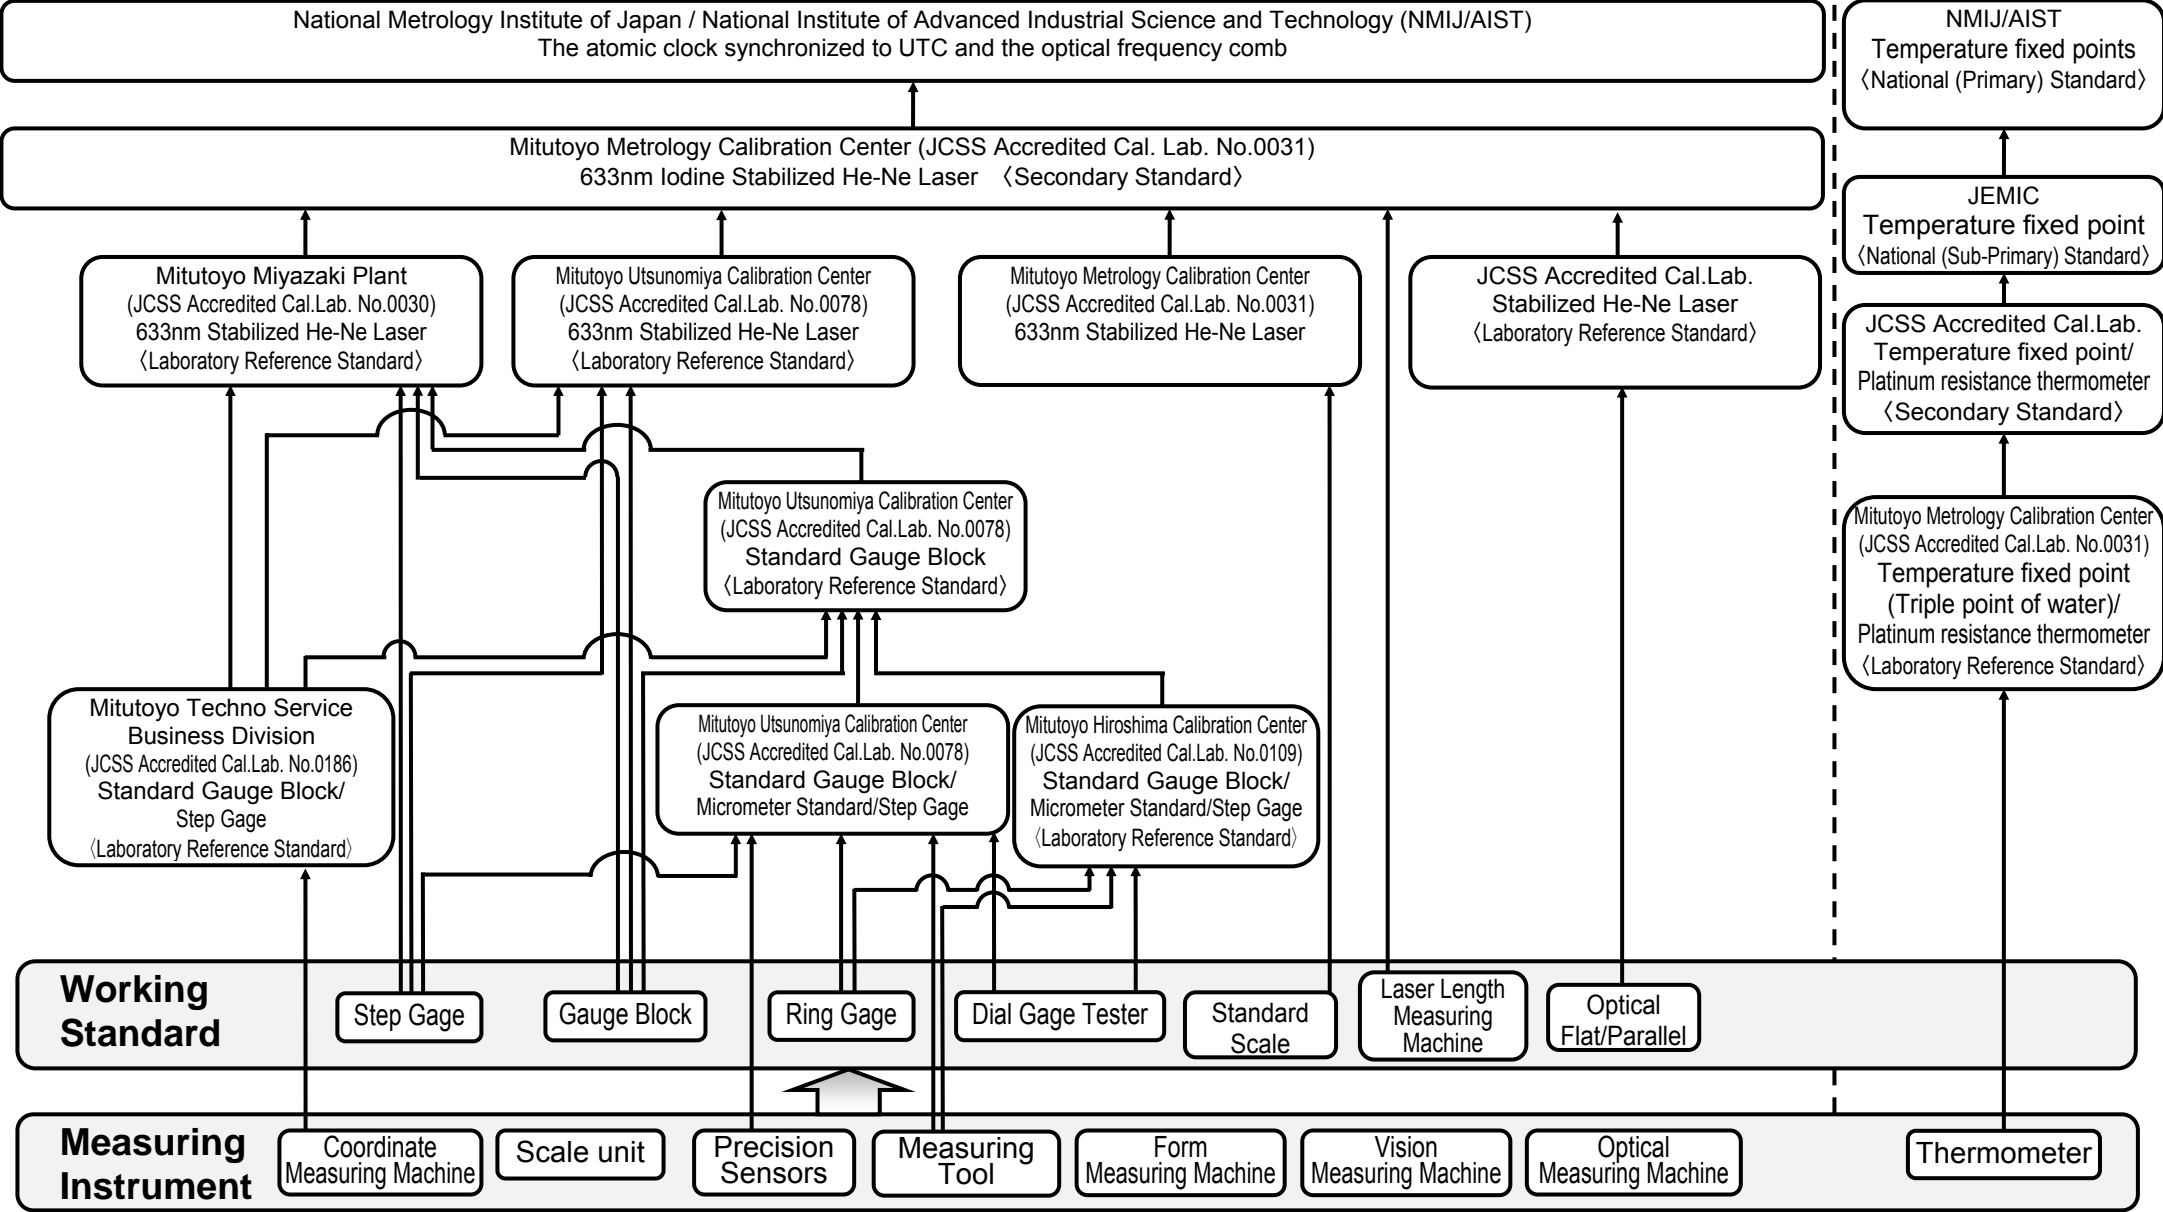 National Metrology Institute of Japan / National Institute of Advanced Industrial Science and Technology (NMIJ/AIST)
The atomic clock synchronized to UTC and the optical frequency comb
NMIJ/AIST
Temperature fixed points
〈National (Primary) Standard〉
Mitutoyo Metrology Calibration Center (JCSS Accredited Cal. Lab. No.0031)
633nm Iodine Stabilized He-Ne Laser 〈Secondary Standard〉
JEMIC
Temperature fixed point
〈National (Sub-Primary) Standard〉
Mitutoyo Miyazaki Plant
(JCSS Accredited Cal.Lab. No.0030)
633nm Stabilized He-Ne Laser
〈Laboratory Reference Standard〉
Mitutoyo Utsunomiya Calibration Center
(JCSS Accredited Cal.Lab. No.0078)
633nm Stabilized He-Ne Laser
〈Laboratory Reference Standard〉
Mitutoyo Metrology Calibration Center
(JCSS Accredited Cal.Lab. No.0031)
633nm Stabilized He-Ne Laser
JCSS Accredited Cal.Lab.
Stabilized He-Ne Laser
〈Laboratory Reference Standard〉
JCSS Accredited Cal.Lab.
Temperature fixed point/
Platinum resistance thermometer
〈Secondary Standard〉
Mitutoyo Utsunomiya Calibration Center
(JCSS Accredited Cal.Lab. No.0078)
Standard Gauge Block
〈Laboratory Reference Standard〉
Mitutoyo Metrology Calibration Center
(JCSS Accredited Cal.Lab. No.0031)
Temperature fixed point
(Triple point of water)/
Platinum resistance thermometer
〈Laboratory Reference Standard〉
Mitutoyo Techno Service
Business Division
(JCSS Accredited Cal.Lab. No.0186)
Standard Gauge Block/
Step Gage
〈Laboratory Reference Standard〉
Mitutoyo Utsunomiya Calibration Center
(JCSS Accredited Cal.Lab. No.0078)
Standard Gauge Block/
Micrometer Standard/Step Gage
Mitutoyo Hiroshima Calibration Center
(JCSS Accredited Cal.Lab. No.0109)
Standard Gauge Block/
Micrometer Standard/Step Gage
〈Laboratory Reference Standard〉
Working
Standard
Step Gage
Gauge Block
Ring Gage
Dial Gage Tester
Standard
Scale
Laser Length
Measuring
Machine
Optical
Flat/Parallel
Measuring
Instrument
Coordinate
Measuring Machine
Scale unit
Precision
Sensors
Measuring
Tool
Form
Measuring Machine
Vision
Measuring Machine
Optical
Measuring Machine
Thermometer